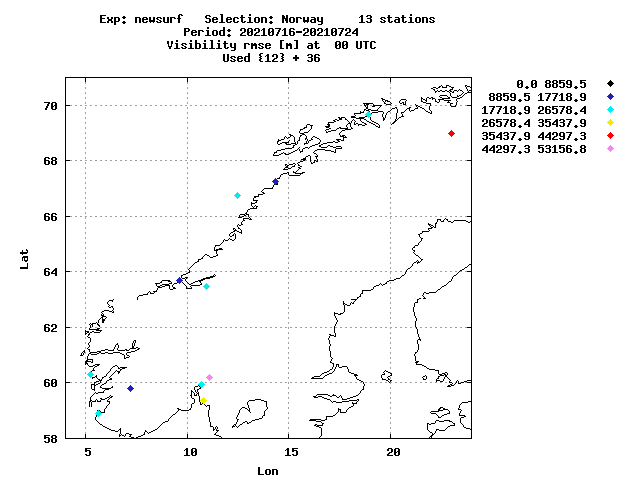 Exp: newsurf   Selection: Norway     13 stations
Period: 20210716-20210724
Visibility rmse [m] at  00 UTC
Used {12} + 36
0.0 8859.5
8859.5 17718.9
17718.9 26578.4
26578.4 35437.9
35437.9 44297.3
44297.3 53156.8
70
68
66
64
62
60
58
Lat
5 10 15 20
Lon